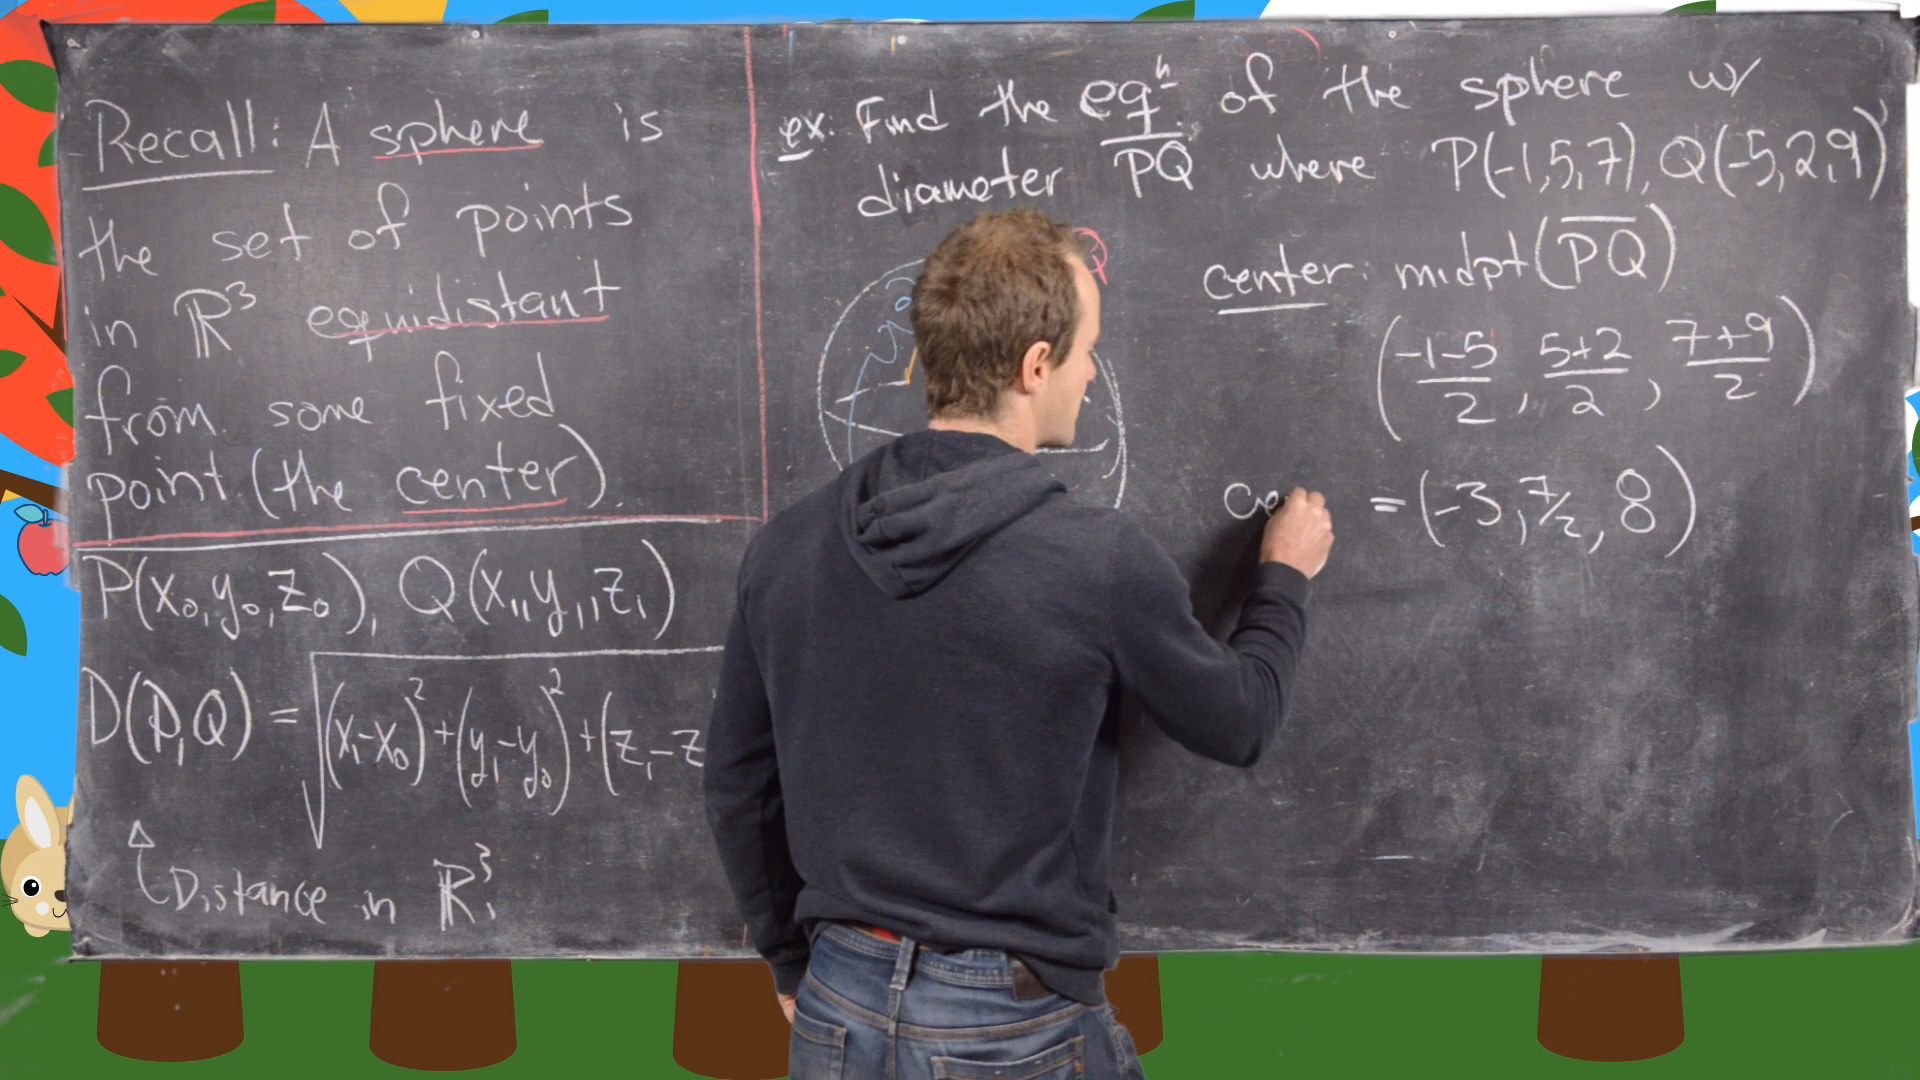 Recall: A sphere is
the set of points
in ℝ³ equidistant
from some fixed
point (the center).
P(x₀,y₀,z₀), Q(x₁,y₁,z₁)
D(P,Q) = √(x₁-x₀)²+(y₁-y₀)²+(z₁-z
Distance in ℝ³
ex: Find the eqⁿ of the sphere w/
diameter P̅Q̅ where P(-1,5,7), Q(-5,2,9)
Q
center: midpt(P̅Q̅)
(-1-5/2, 5+2/2, 7+9/2)
ce = (-3, 7/2, 8)